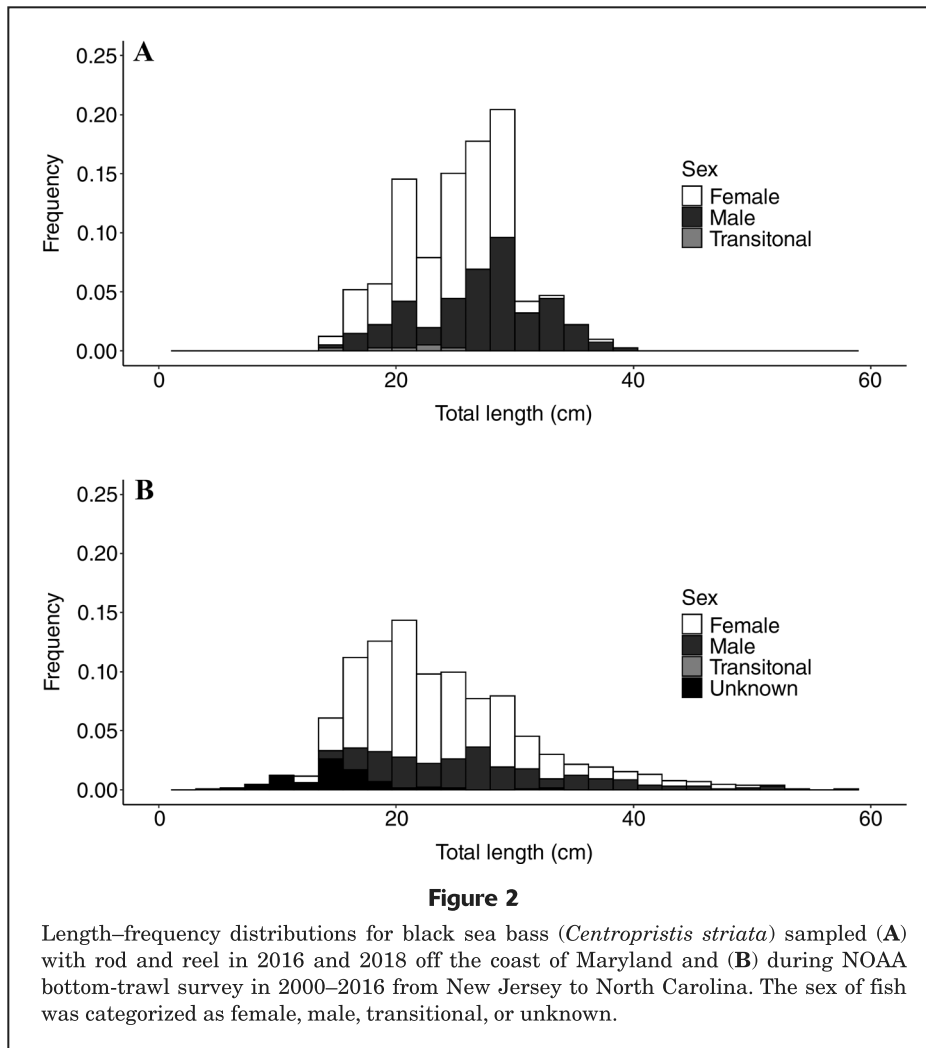 A
0.25
0.20
0.15
0.10
0.05
0.00
Frequency
Sex
Female
Male
Transitonal
0
20
40
60
Total length (cm)
B
0.25
0.20
0.15
0.10
0.05
0.00
Frequency
Sex
Female
Male
Transitonal
Unknown
0
20
40
60
Total length (cm)
Figure 2
Length–frequency distributions for black sea bass (Centropristis striata) sampled (A)
with rod and reel in 2016 and 2018 off the coast of Maryland and (B) during NOAA
bottom-trawl survey in 2000–2016 from New Jersey to North Carolina. The sex of fish
was categorized as female, male, transitional, or unknown.